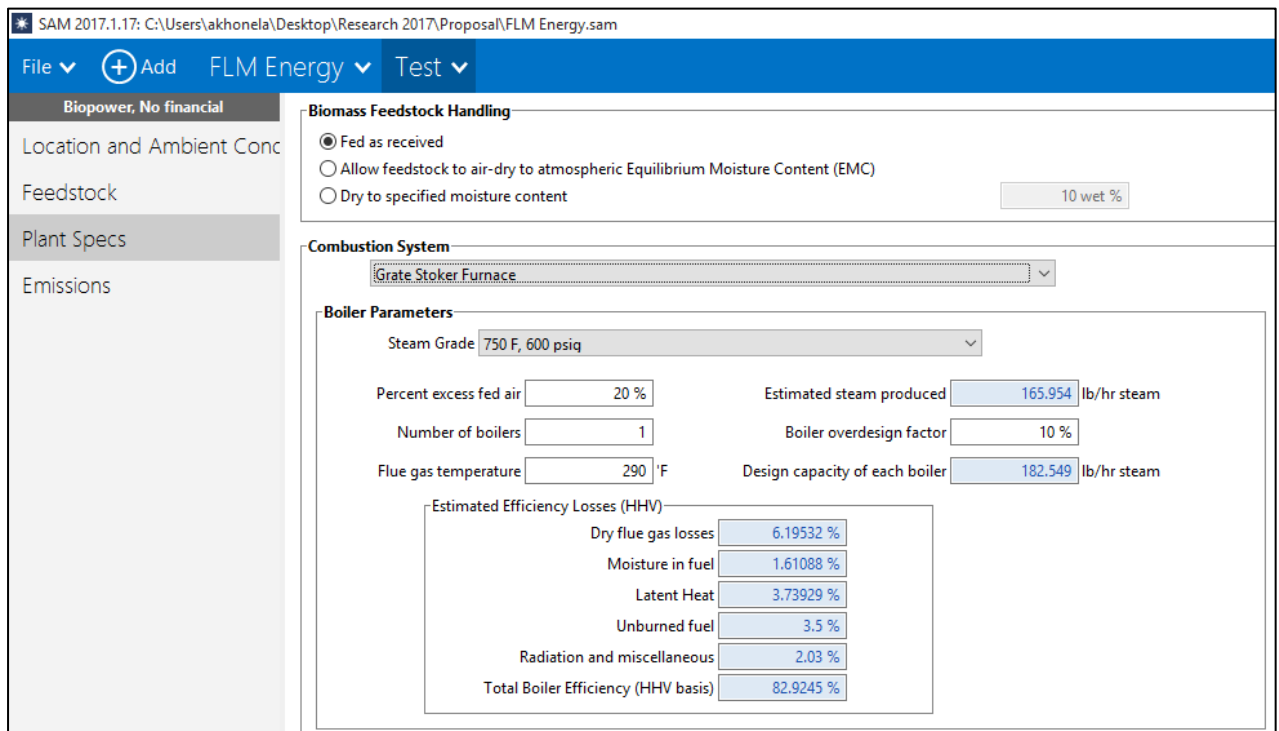 SAM 2017.1.17: C:\Users\akhonela\Desktop\Research 2017\Proposal\FLM Energy.sam
File Add FLM Energy Test
Biopower, No financial
Location and Ambient Conc
Feedstock
Plant Specs
Emissions
Biomass Feedstock Handling
Fed as received
Allow feedstock to air-dry to atmospheric Equilibrium Moisture Content (EMC)
Dry to specified moisture content 10 wet %
Combustion System
Grate Stoker Furnace
Boiler Parameters
Steam Grade 750 F, 600 psig
Percent excess fed air 20 % Estimated steam produced 165.954 lb/hr steam
Number of boilers 1 Boiler overdesign factor 10 %
Flue gas temperature 290 'F Design capacity of each boiler 182.549 lb/hr steam
Estimated Efficiency Losses (HHV)
Dry flue gas losses 6.19532 %
Moisture in fuel 1.61088 %
Latent Heat 3.73929 %
Unburned fuel 3.5 %
Radiation and miscellaneous 2.03 %
Total Boiler Efficiency (HHV basis) 82.9245 %